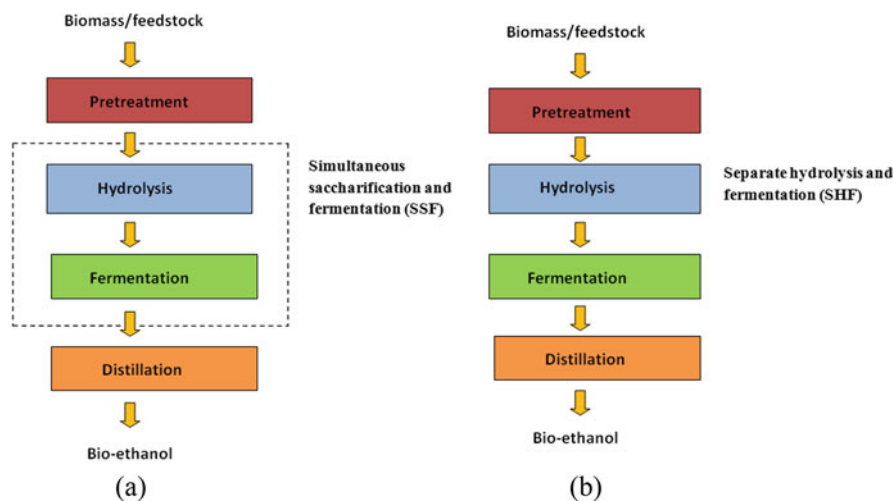 Biomass/feedstock
Pretreatment
Hydrolysis
Simultaneous
saccharification and
fermentation (SSF)
Fermentation
Distillation
Bio-ethanol
(a)
Biomass/feedstock
Pretreatment
Hydrolysis
Separate hydrolysis and
fermentation (SHF)
Fermentation
Distillation
Bio-ethanol
(b)